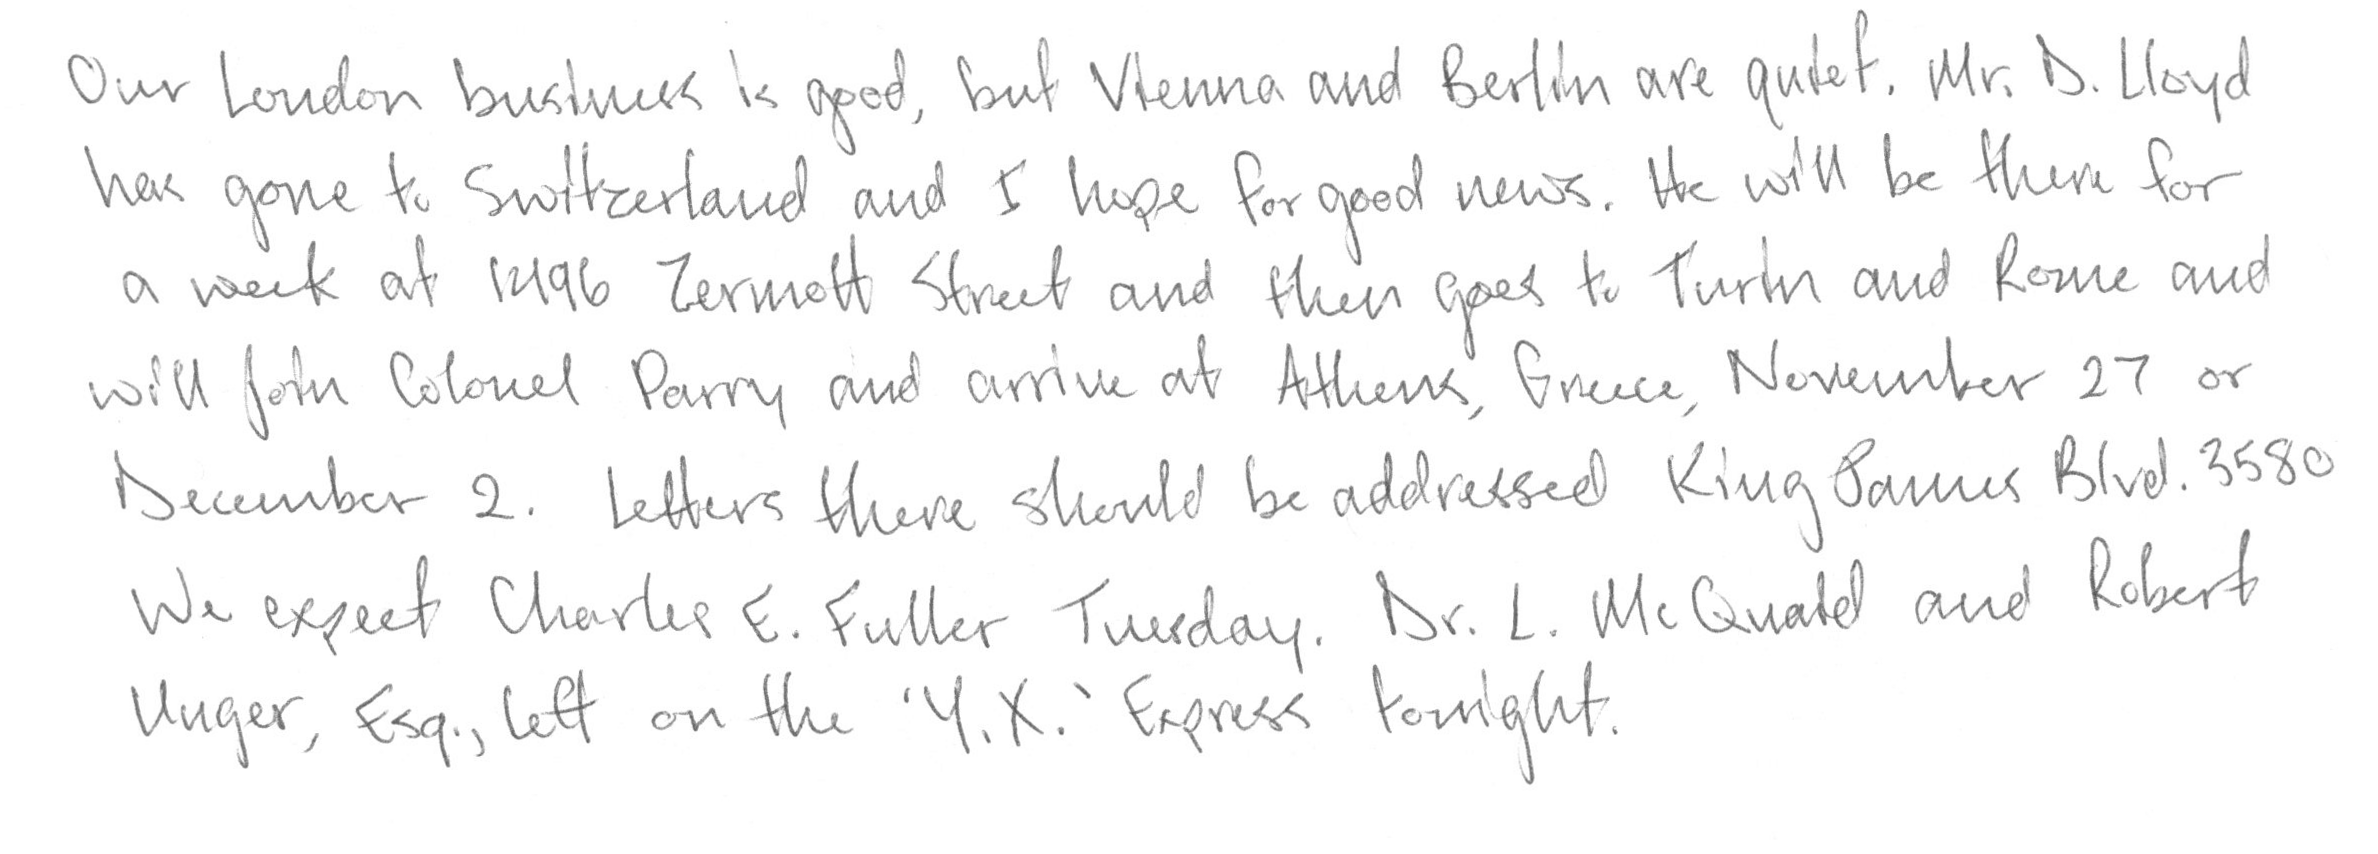 Our London business is good, but Vienna and Berlin are quiet. Mr. D. Lloyd
has gone to Switzerland and I hope for good news. He will be there for
a week at 1496 Zermott Street and then goes to Turin and Rome and
will join Colonel Parry and arrive at Athens, Greece, November 27 or
December 2. Letters there should be addressed King James Blvd. 3580
We expect Charles E. Fuller Tuesday. Dr. L. McQuaid and Robert
Unger, Esq., left on the 'Y.X.' Express tonight.